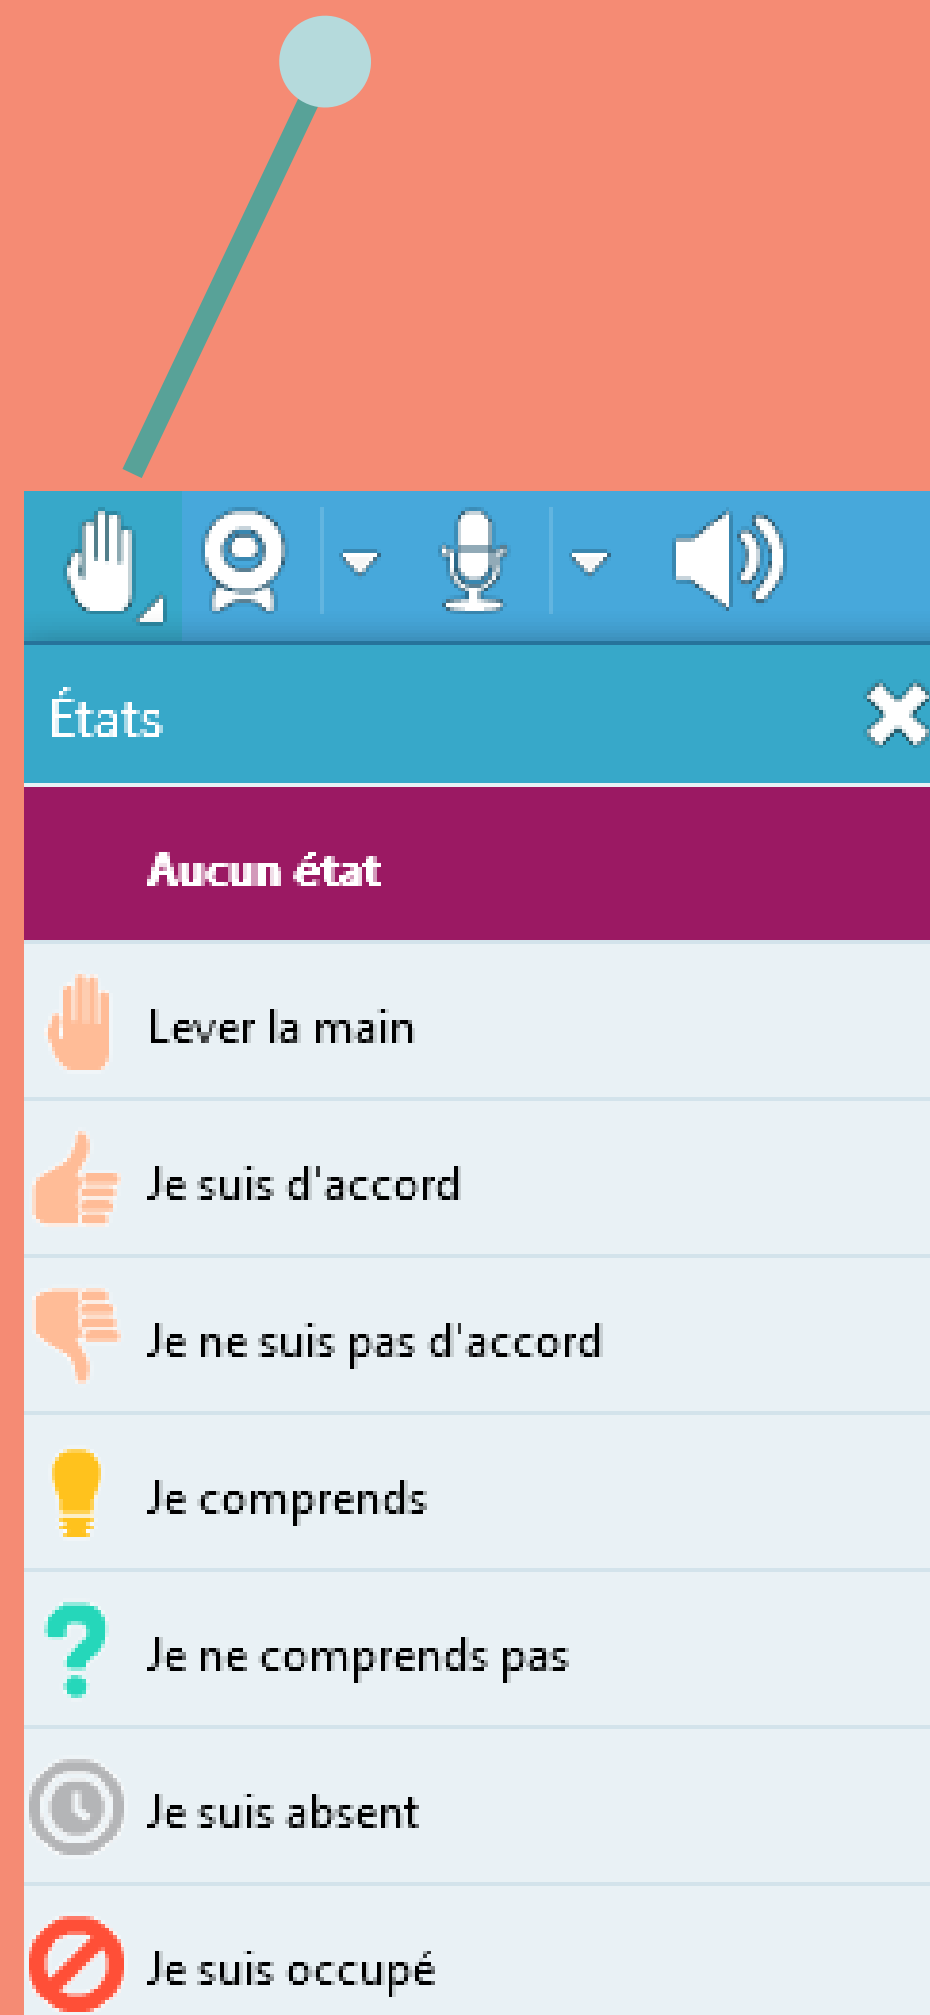 États
Aucun état
Lever la main
Je suis d'accord
Je ne suis pas d'accord
Je comprends
Je ne comprends pas
Je suis absent
Je suis occupé